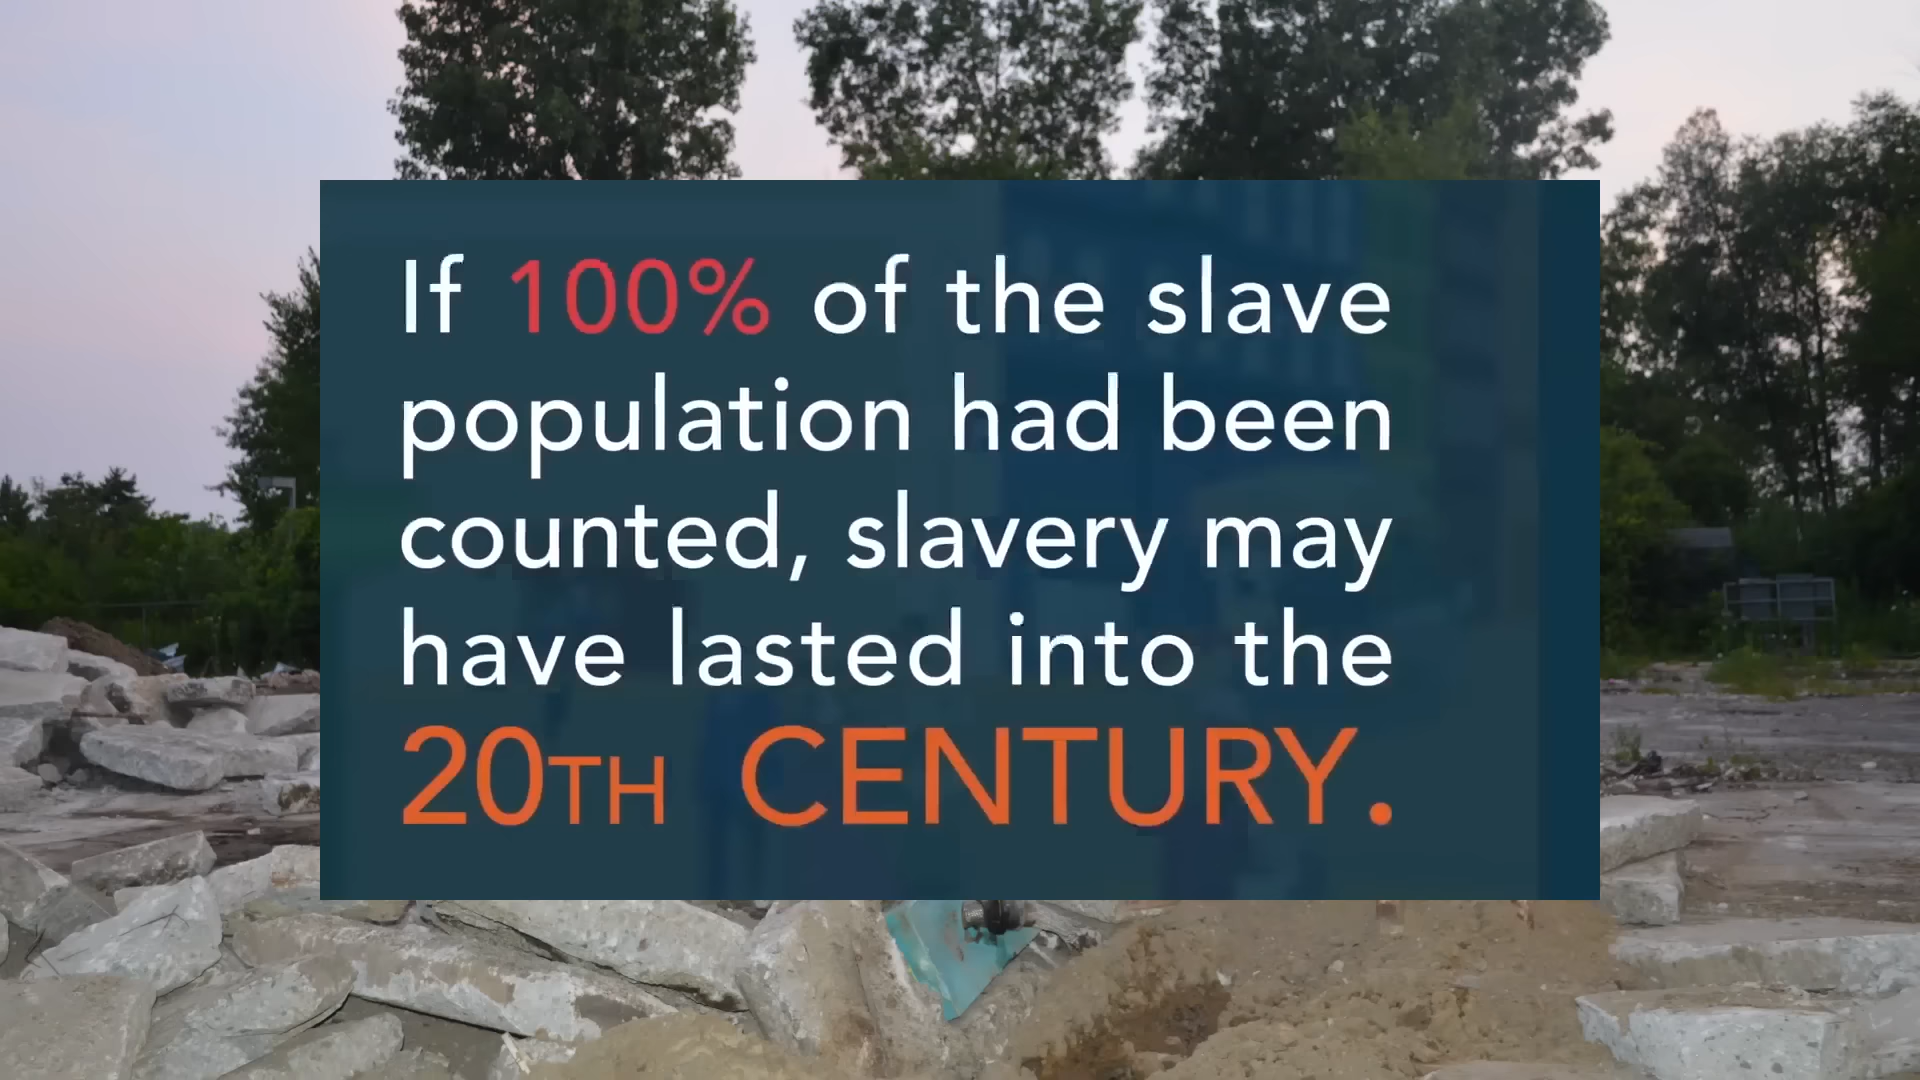 If 100% of the slave
population had been
counted, slavery may
have lasted into the
20TH CENTURY.